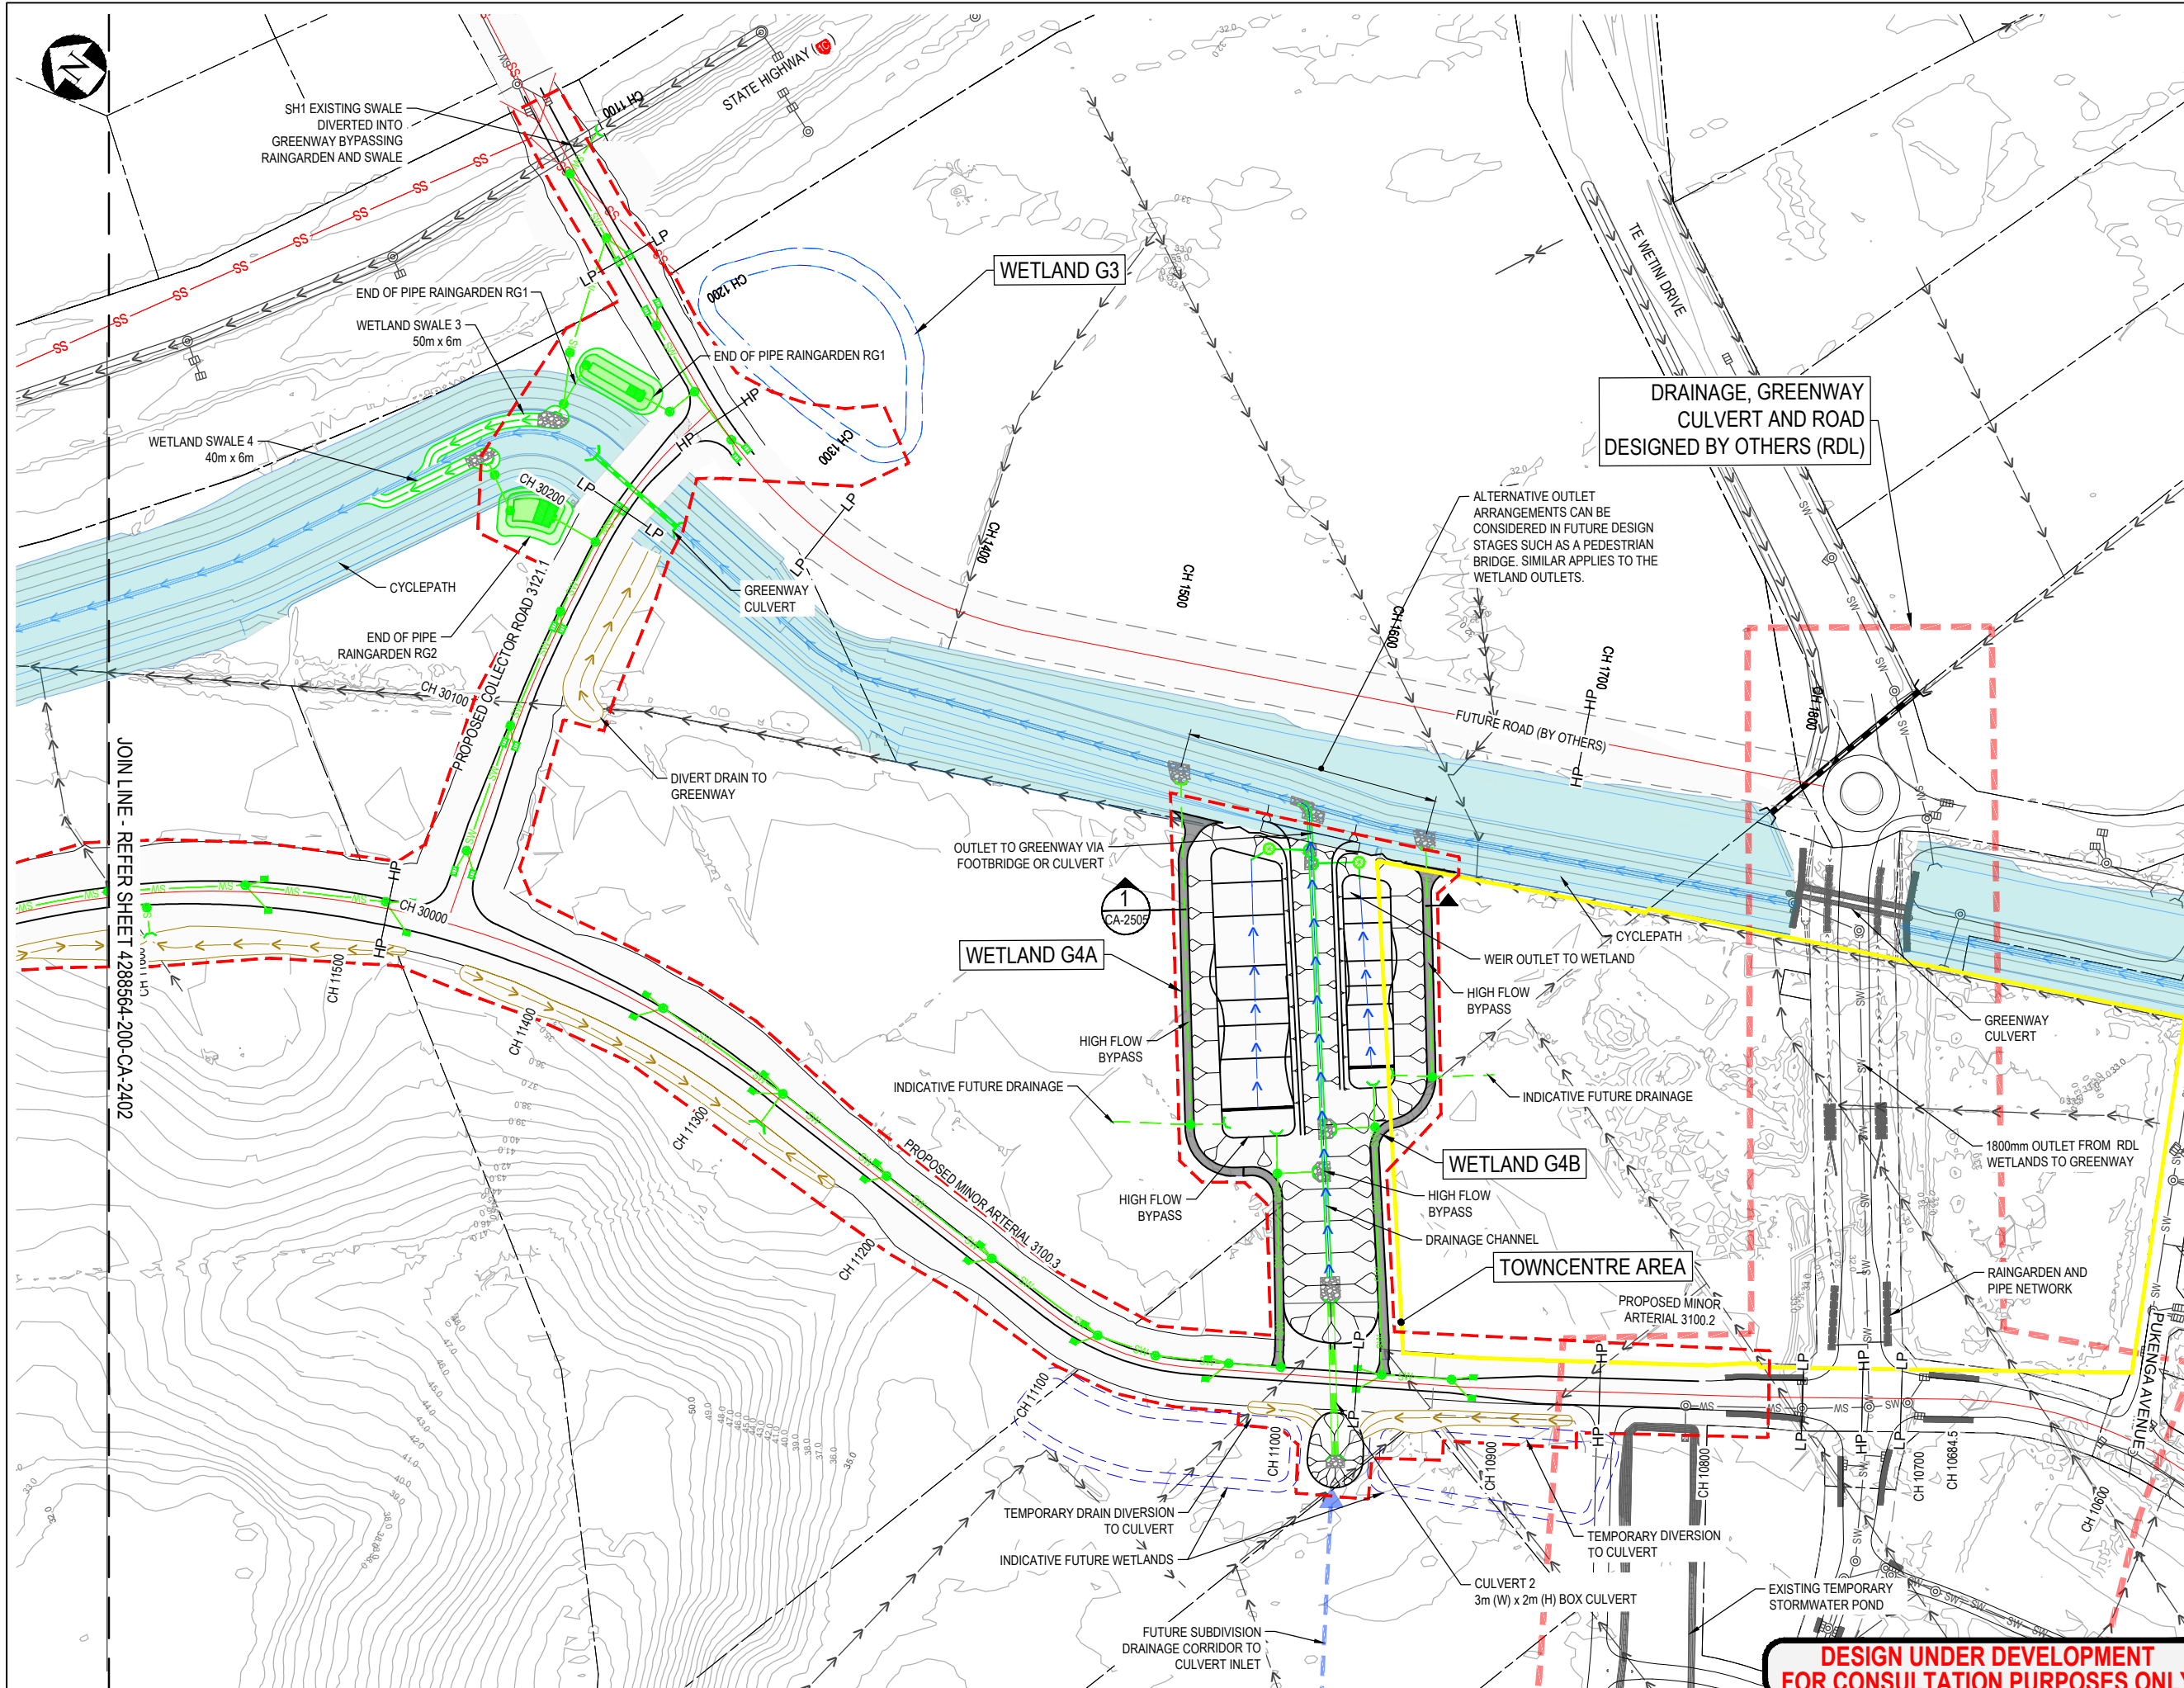 N
SH1 EXISTING SWALE
DIVERTED INTO
GREENWAY BYPASSING
RAINGARDEN AND SWALE
STATE HIGHWAY
CH 1100
END OF PIPE RAINGARDEN RG1
WETLAND SWALE 3
50m x 6m
WETLAND SWALE 4
40m x 6m
END OF PIPE RAINGARDEN RG1
CH 1200
WETLAND G3
CH 1300
CH 1400
CH 1500
CH 1600
CH 1700
CH 1800
TE WETINI DRIVE
DRAINAGE, GREENWAY
CULVERT AND ROAD
DESIGNED BY OTHERS (RDL)
ALTERNATIVE OUTLET
ARRANGEMENTS CAN BE
CONSIDERED IN FUTURE DESIGN
STAGES SUCH AS A PEDESTRIAN
BRIDGE. SIMILAR APPLIES TO THE
WETLAND OUTLETS.
CH 30200
CYCLEPATH
END OF PIPE
RAINGARDEN RG2
GREENWAY
CULVERT
PROPOSED COLLECTOR ROAD 3121.1
CH 30100
DIVERT DRAIN TO
GREENWAY
FUTURE ROAD (BY OTHERS)
JOIN LINE - REFER SHEET 4288564-200-CA-2402
OUTLET TO GREENWAY VIA
FOOTBRIDGE OR CULVERT
1
CA-2505
WETLAND G4A
CH 30000
CH 11500
CH 11400
CH 11300
CH 11200
CH 11100
CH 11000
CYCLEPATH
WEIR OUTLET TO WETLAND
HIGH FLOW
BYPASS
HIGH FLOW
BYPASS
GREENWAY
CULVERT
INDICATIVE FUTURE DRAINAGE
INDICATIVE FUTURE DRAINAGE
PROPOSED MINOR ARTERIAL 3100.3
WETLAND G4B
1800mm OUTLET FROM RDL
WETLANDS TO GREENWAY
HIGH FLOW
BYPASS
HIGH FLOW
BYPASS
DRAINAGE CHANNEL
TOWNCENTRE AREA
PROPOSED MINOR
ARTERIAL 3100.2
RAINGARDEN AND
PIPE NETWORK
PUKENGA AVENUE
CH 10900
CH 10800
CH 10700
CH 10684.5
CH 10600
TEMPORARY DRAIN DIVERSION
TO CULVERT
INDICATIVE FUTURE WETLANDS
TEMPORARY DIVERSION
TO CULVERT
CULVERT 2
3m (W) x 2m (H) BOX CULVERT
EXISTING TEMPORARY
STORMWATER POND
FUTURE SUBDIVISION
DRAINAGE CORRIDOR TO
CULVERT INLET
DESIGN UNDER DEVELOPMENT
FOR CONSULTATION PURPOSES ONLY